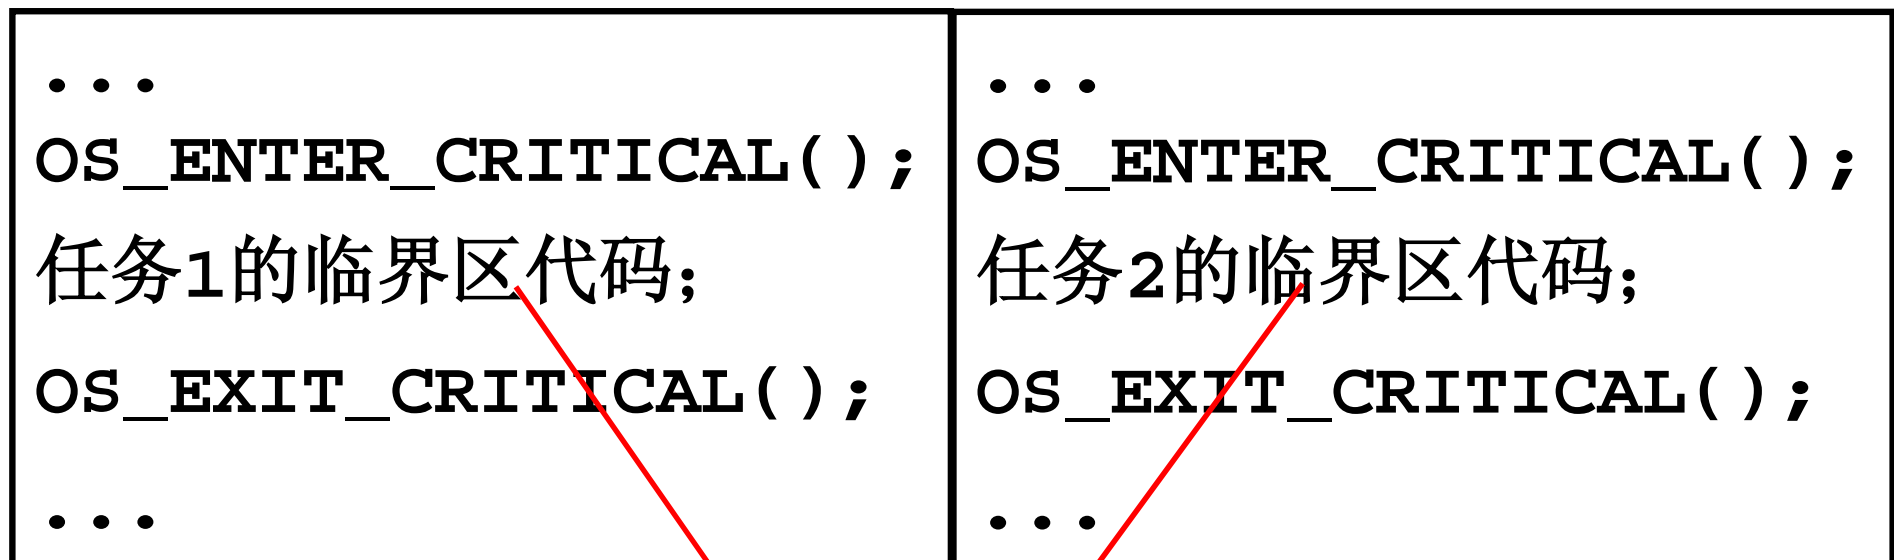 ...
OS_ENTER_CRITICAL();
任务1的临界区代码;
OS_EXIT_CRITICAL();
...
...
OS_ENTER_CRITICAL();
任务2的临界区代码;
OS_EXIT_CRITICAL();
...